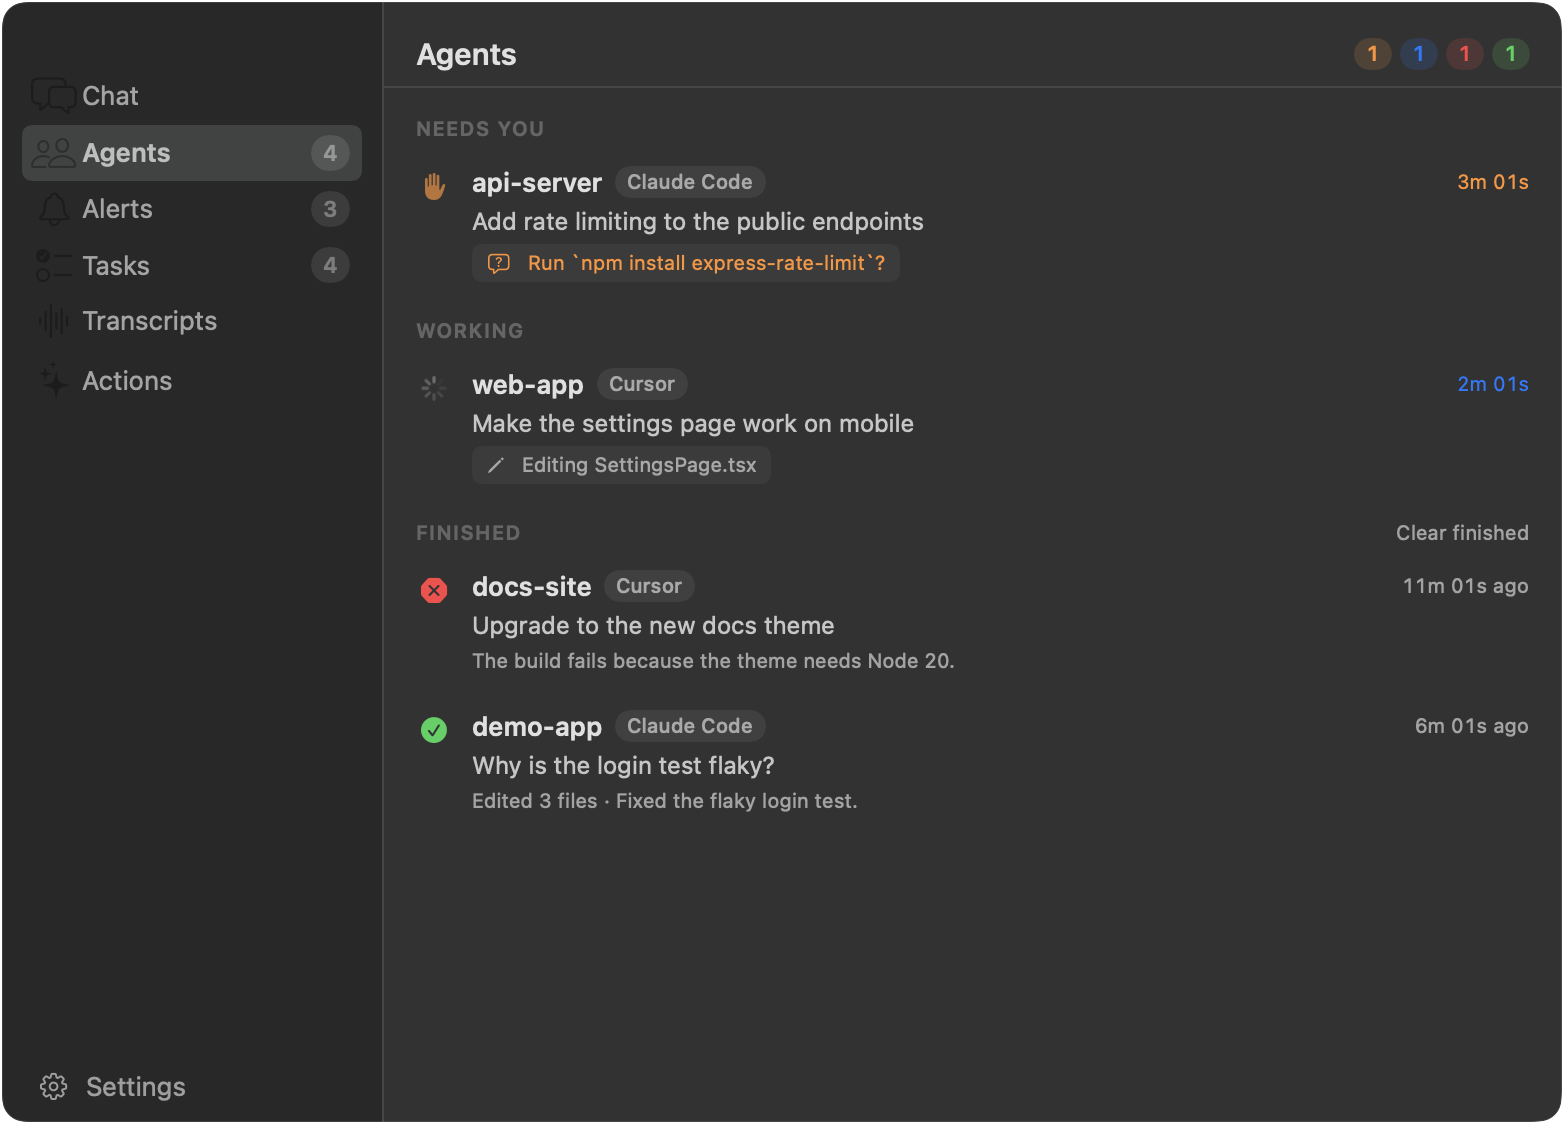 Chat
Agents 4
Alerts 3
Tasks 4
Transcripts
Actions
Settings
Agents 1 1 1 1
NEEDS YOU
api-server Claude Code 3m 01s
Add rate limiting to the public endpoints
Run `npm install express-rate-limit`?
WORKING
web-app Cursor 2m 01s
Make the settings page work on mobile
Editing SettingsPage.tsx
FINISHED Clear finished
docs-site Cursor 11m 01s ago
Upgrade to the new docs theme
The build fails because the theme needs Node 20.
demo-app Claude Code 6m 01s ago
Why is the login test flaky?
Edited 3 files · Fixed the flaky login test.